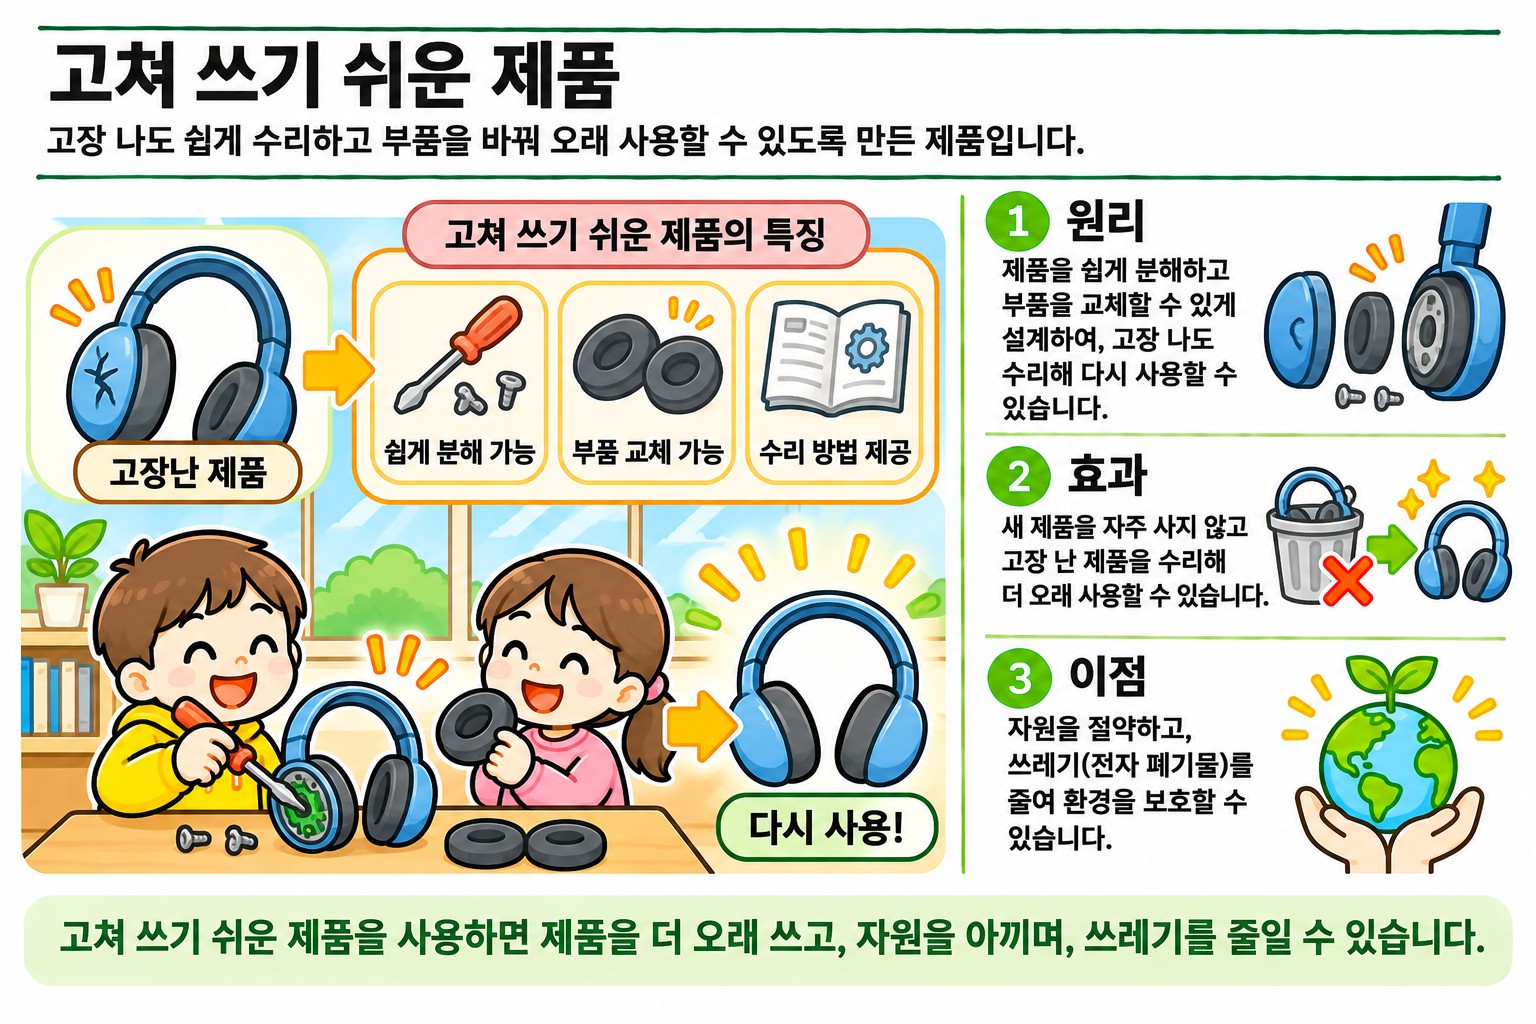 고쳐 쓰기 쉬운 제품
고장 나도 쉽게 수리하고 부품을 바꿔 오래 사용할 수 있도록 만든 제품입니다.
고쳐 쓰기 쉬운 제품의 특징
쉽게 분해 가능
부품 교체 가능
수리 방법 제공
고장난 제품
다시 사용!
1 원리
제품을 쉽게 분해하고
부품을 교체할 수 있게
설계하여, 고장 나도
수리해 다시 사용할 수
있습니다.
2 효과
새 제품을 자주 사지 않고
고장 난 제품을 수리해
더 오래 사용할 수 있습니다.
3 이점
자원을 절약하고,
쓰레기(전자 폐기물)를
줄여 환경을 보호할 수
있습니다.
고쳐 쓰기 쉬운 제품을 사용하면 제품을 더 오래 쓰고, 자원을 아끼며, 쓰레기를 줄일 수 있습니다.